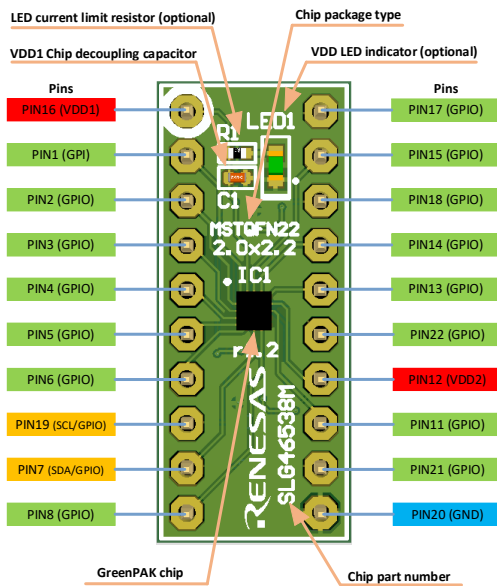 LED current limit resistor (optional)
Chip package type
VDD1 Chip decoupling capacitor
VDD LED indicator (optional)
Pins
Pins
PIN16 (VDD1)
PIN17 (GPIO)
PIN1 (GPI)
PIN15 (GPIO)
PIN2 (GPIO)
PIN18 (GPIO)
PIN3 (GPIO)
PIN14 (GPIO)
PIN4 (GPIO)
PIN13 (GPIO)
PIN5 (GPIO)
PIN22 (GPIO)
PIN6 (GPIO)
PIN12 (VDD2)
PIN19 (SCL/GPIO)
PIN11 (GPIO)
PIN7 (SDA/GPIO)
PIN21 (GPIO)
PIN8 (GPIO)
PIN20 (GND)
R1
LED1
C1
MSTQFN22
2.0x2.2
IC1
RENESAS
SLG46538M
GreenPAK chip
Chip part number